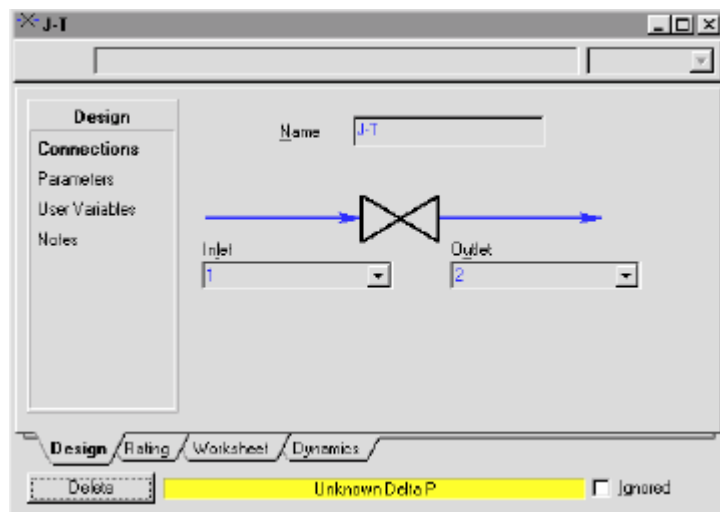 J-T
Design
Connections
Parameters
User Variables
Notes
Name J-T
Inlet Outlet
1 2
Design Rating Worksheet Dynamics
Delete Unknown Delta P Ignored